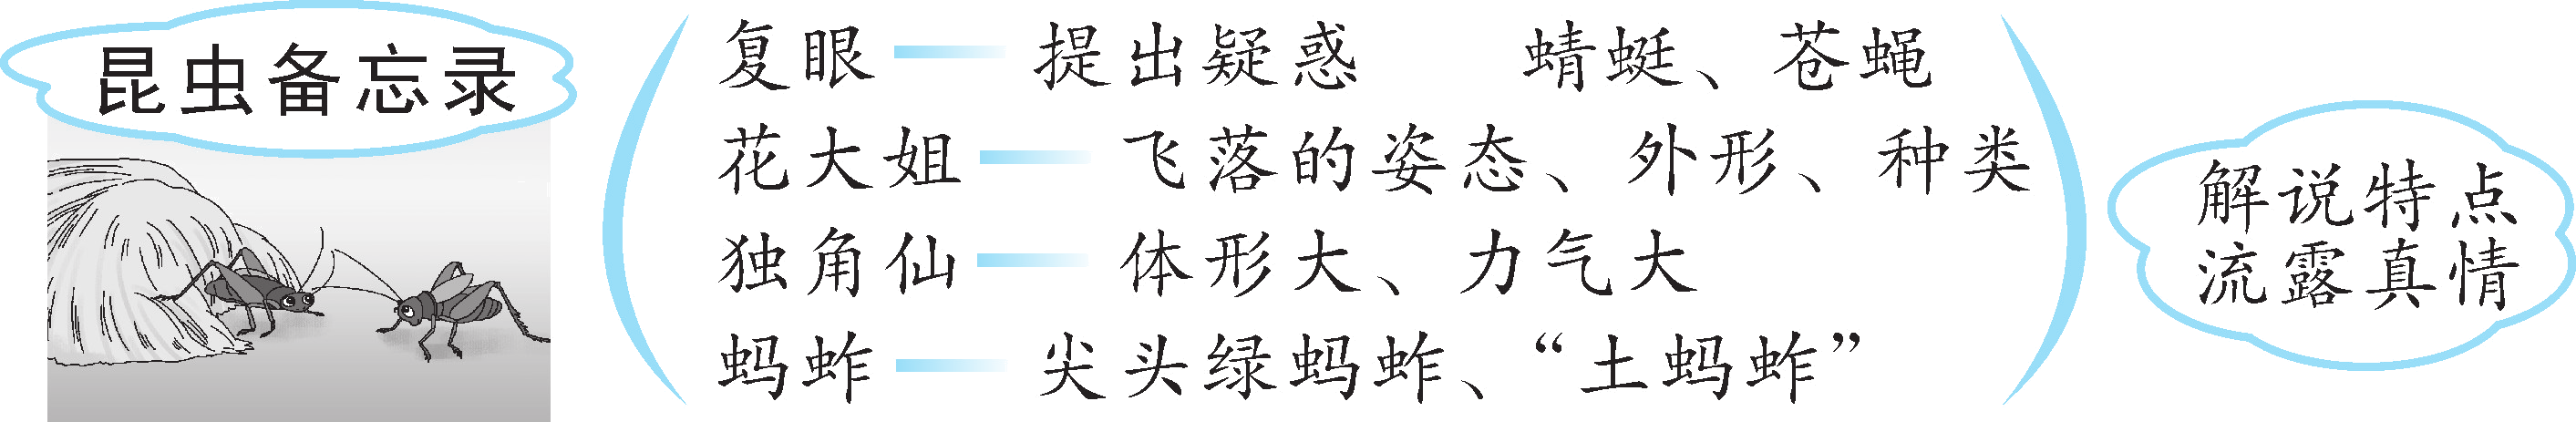 昆虫备忘录
复眼——提出疑惑 蜻蜓、苍蝇
花大姐——飞落的姿态、外形、种类
独角仙——体形大、力气大
蚂蚱——尖头绿蚂蚱、“土蚂蚱”
解说特点
流露真情